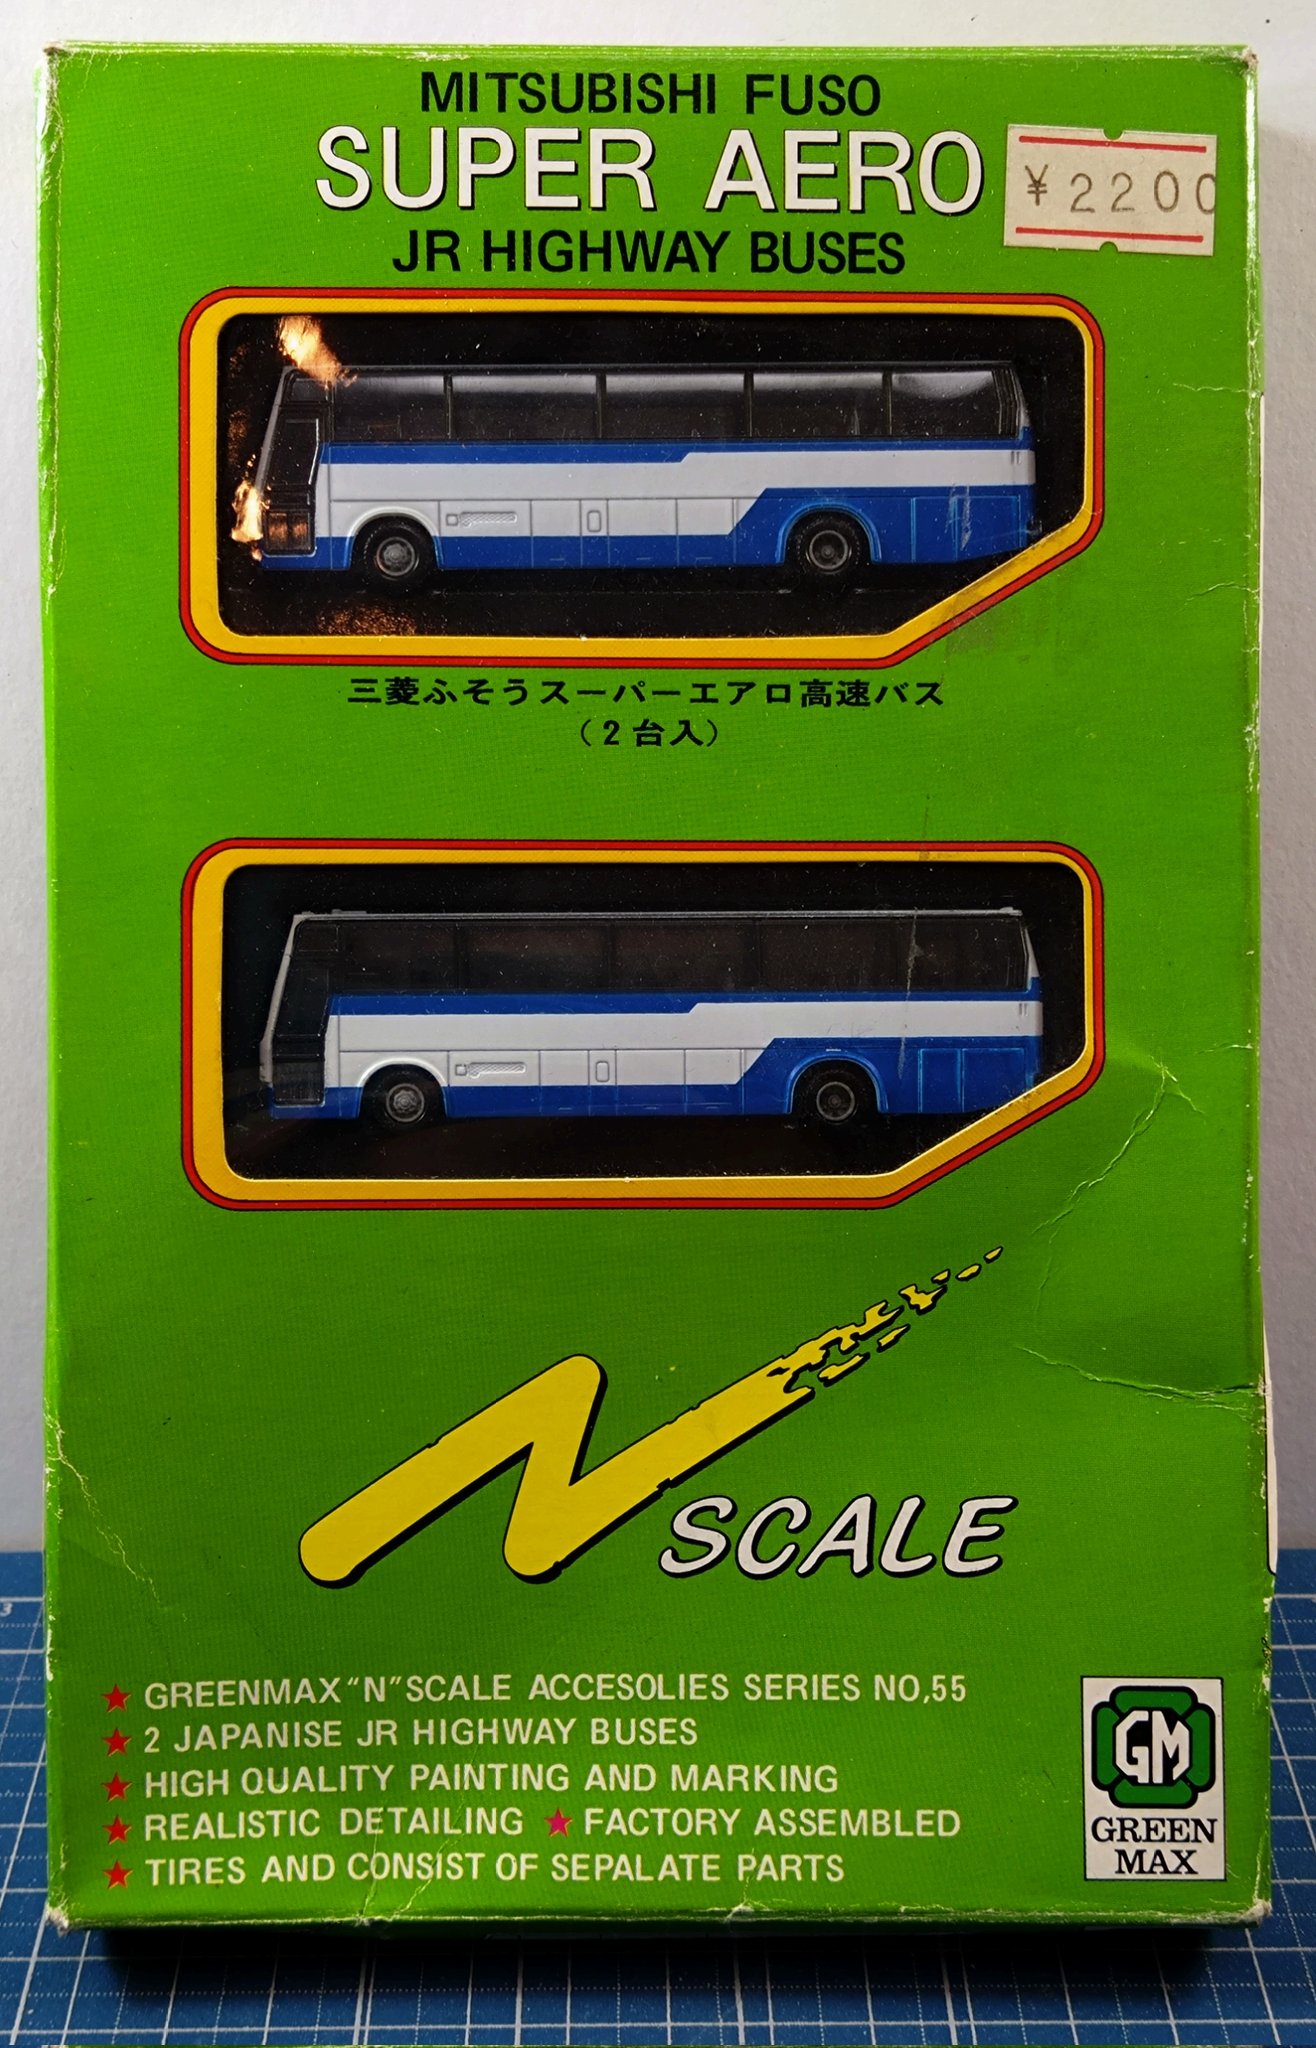 MITSUBISHI FUSO
SUPER AERO
¥2200
JR HIGHWAY BUSES
三菱ふそうスーパーエアロ高速バス
(2台入)
N SCALE
★ GREENMAX "N" SCALE ACCESOLIES SERIES NO,55
★ 2 JAPANISE JR HIGHWAY BUSES
★ HIGH QUALITY PAINTING AND MARKING
★ REALISTIC DETAILING ★ FACTORY ASSEMBLED
★ TIRES AND CONSIST OF SEPALATE PARTS
GM
GREEN
MAX
3